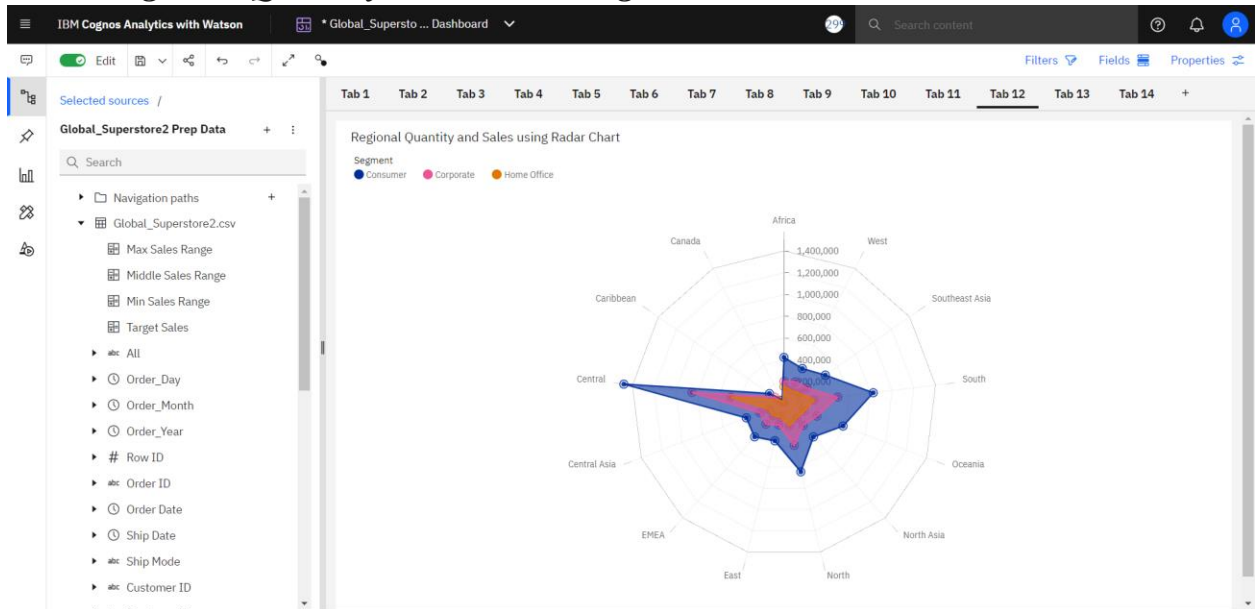 IBM Cognos Analytics with Watson
* Global_Supersto ... Dashboard
299
Search content
Edit
Filters
Fields
Properties
Selected sources /
Tab 1 Tab 2 Tab 3 Tab 4 Tab 5 Tab 6 Tab 7 Tab 8 Tab 9 Tab 10 Tab 11 Tab 12 Tab 13 Tab 14 +
Global_Superstore2 Prep Data + :
Search
Navigation paths +
Global_Superstore2.csv
Max Sales Range
Middle Sales Range
Min Sales Range
Target Sales
abc All
Order_Day
Order_Month
Order_Year
# Row ID
abc Order ID
Order Date
Ship Date
abc Ship Mode
abc Customer ID
Regional Quantity and Sales using Radar Chart
Segment
Consumer Corporate Home Office
Africa
Canada
West
1,400,000
1,200,000
1,000,000
Caribbean
Southeast Asia
800,000
600,000
400,000
Central
South
Central Asia
Oceania
EMEA
North Asia
East
North